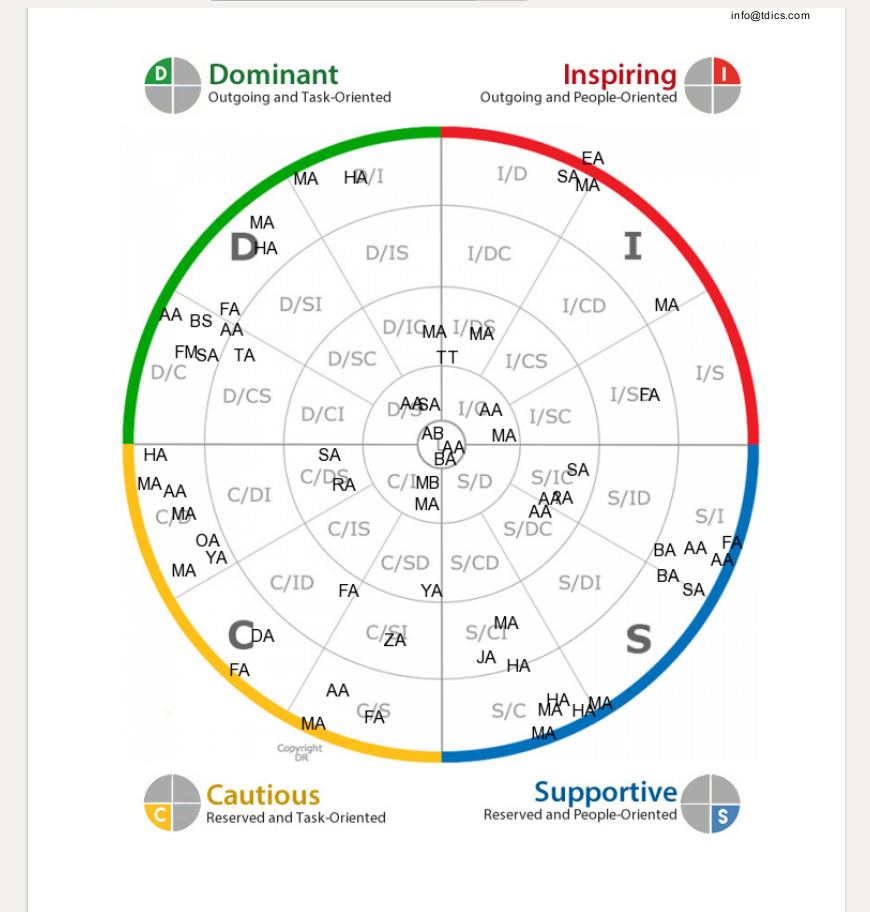 info@tdics.com
D
Dominant
Outgoing and Task-Oriented
Inspiring
Outgoing and People-Oriented
I
EA
MA HA D/I I/D SA
MA
MA
D HA D/IS I/DC I
D/SI I/CD MA
AA BS FA
AA
D/IC MA I/DS MA
FM SA TA D/SC TT I/CS
D/C I/S
D/CS D/CI D/S AA SA I/C AA I/SC FA
AB MA
AA
HA SA BA
C/DS SA
MA AA RA C/I MB S/D S/IC
C/DI AA RA S/ID
MA MA AA S/I
C/IS S/DC
OA FA
YA BA AA AA
MA C/SD S/CD BA
C/ID FA YA S/DI SA
C DA C/SI ZA S/CI MA S
JA HA
FA
AA HA MA
MA FA C/S S/C MA HA
MA
Copyright
DR
C
Cautious
Reserved and Task-Oriented
Supportive
Reserved and People-Oriented
S